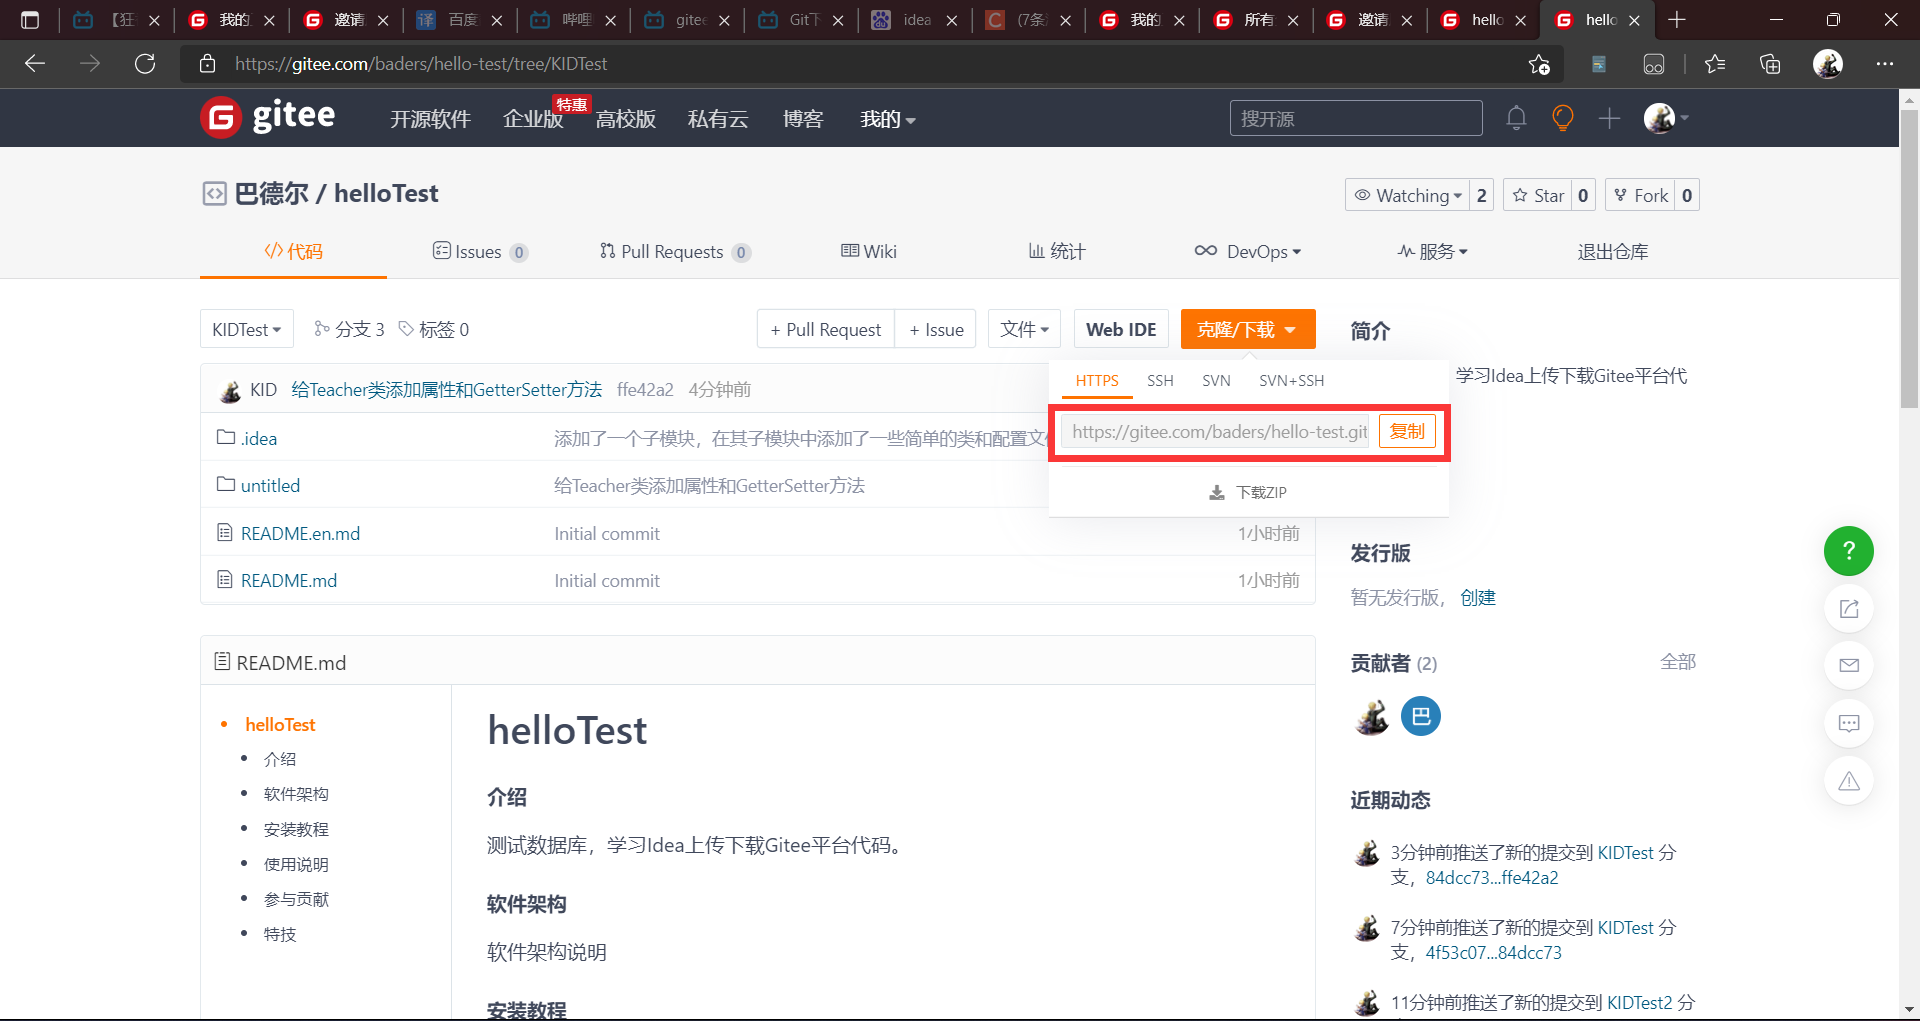 【狂
我的
邀请
译 百度
哔哩
gitee
Git下
idea
(7条
我的
所有
邀请
hello
hello
https://gitee.com/baders/hello-test/tree/KIDTest
gitee
开源软件
企业版
特惠
高校版
私有云
博客
我的
搜开源
巴德尔 / helloTest
Watching 2
Star 0
Fork 0
代码
Issues 0
Pull Requests 0
Wiki
统计
DevOps
服务
退出仓库
KIDTest
分支 3
标签 0
+ Pull Request
+ Issue
文件
Web IDE
克隆/下载
简介
KID 给Teacher类添加属性和GetterSetter方法 ffe42a2 4分钟前
HTTPS SSH SVN SVN+SSH
学习Idea上传下载Gitee平台代
.idea 添加了一个子模块，在其子模块中添加了一些简单的类和配置文
https://gitee.com/baders/hello-test.git 复制
untitled 给Teacher类添加属性和GetterSetter方法
下载ZIP
README.en.md Initial commit 1小时前
README.md Initial commit 1小时前
发行版
暂无发行版， 创建
贡献者 (2) 全部
巴
README.md
helloTest
介绍
软件架构
安装教程
使用说明
参与贡献
特技
helloTest
介绍
测试数据库，学习Idea上传下载Gitee平台代码。
软件架构
软件架构说明
安装教程
近期动态
3分钟前推送了新的提交到 KIDTest 分
支，84dcc73...ffe42a2
7分钟前推送了新的提交到 KIDTest 分
支，4f53c07...84dcc73
11分钟前推送了新的提交到 KIDTest2 分
?